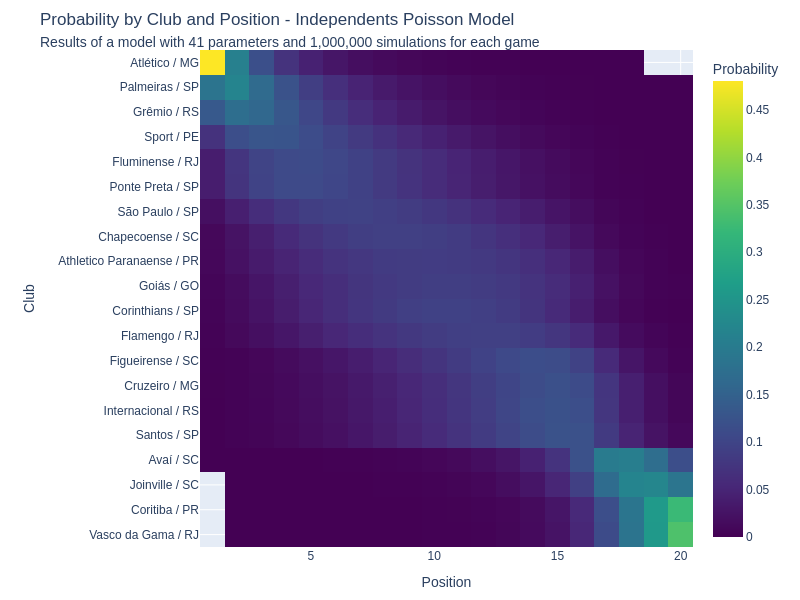 Probability by Club and Position - Independents Poisson Model
Results of a model with 41 parameters and 1,000,000 simulations for each game
Probability
Atlético / MG
Palmeiras / SP
Grêmio / RS
Sport / PE
Fluminense / RJ
Ponte Preta / SP
São Paulo / SP
Chapecoense / SC
Athletico Paranaense / PR
Goiás / GO
Corinthians / SP
Flamengo / RJ
Figueirense / SC
Cruzeiro / MG
Internacional / RS
Santos / SP
Avaí / SC
Joinville / SC
Coritiba / PR
Vasco da Gama / RJ
Club
5
10
15
20
Position
0.45
0.4
0.35
0.3
0.25
0.2
0.15
0.1
0.05
0